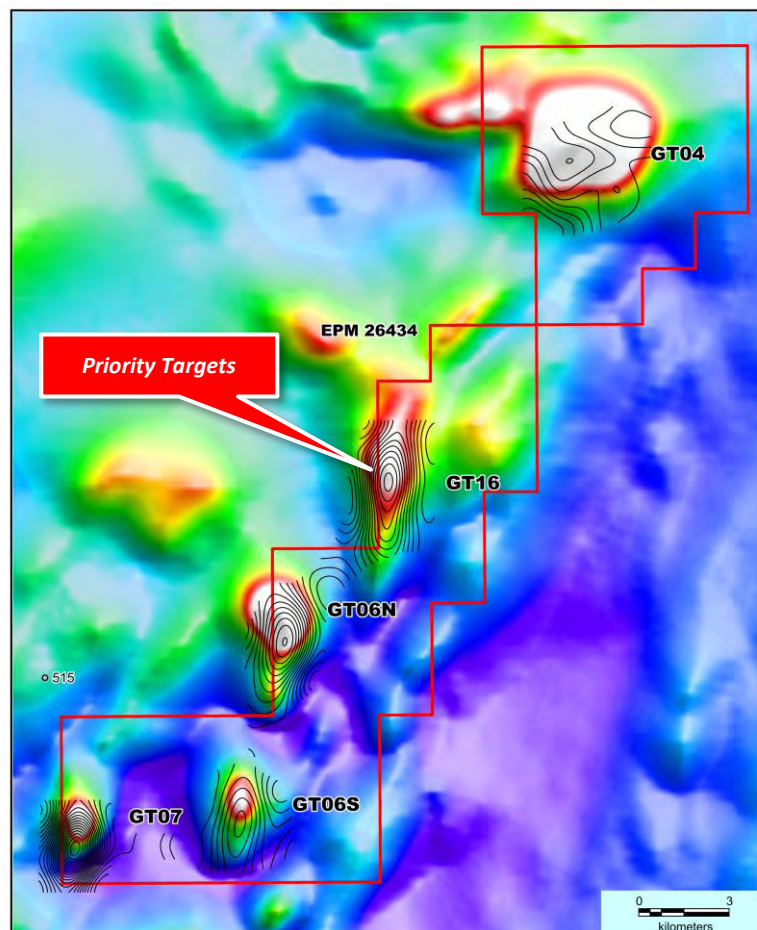 GT04
EPM 26434
Priority Targets
GT16
GT06N
515
GT06S
GT07
0 3
kilometers